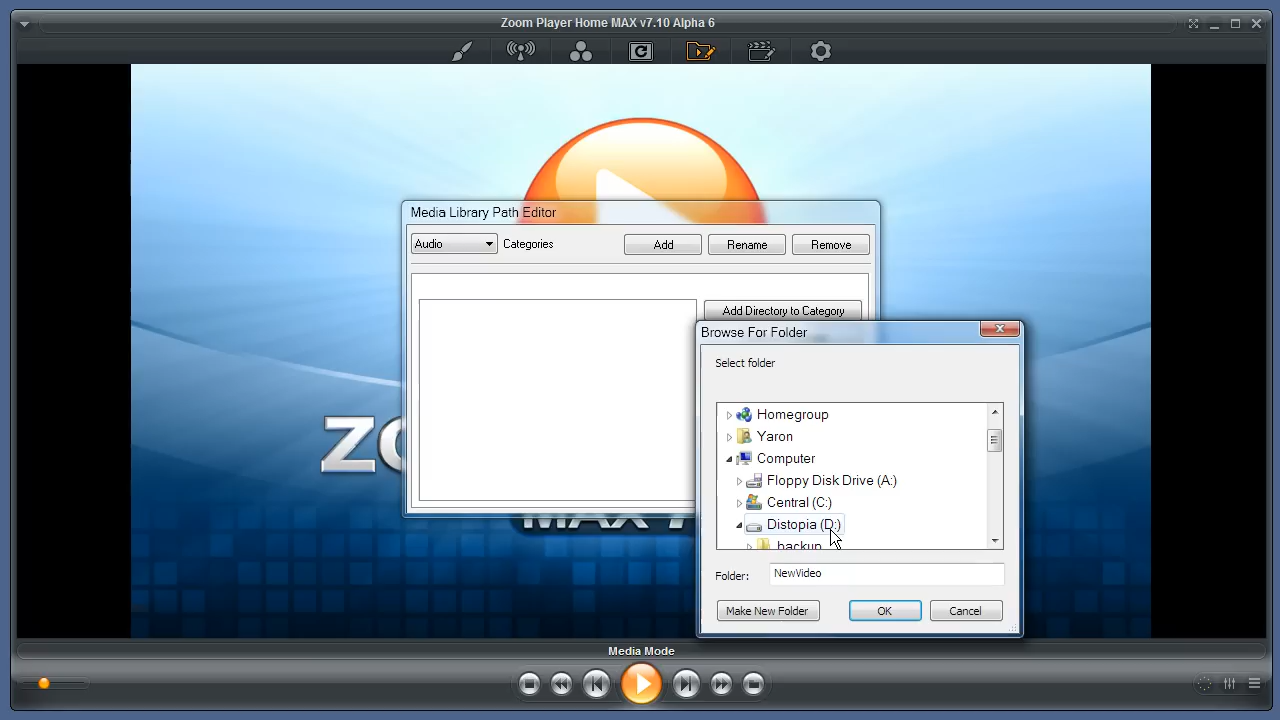 Zoom Player Home MAX v7.10 Alpha 6
Media Library Path Editor
Audio Categories Add Rename Remove
Add Directory to Category
Browse For Folder
Select folder
Homegroup
Yaron
Computer
Floppy Disk Drive (A:)
Central (C:)
Distopia (D:)
backup
Folder: NewVideo
Make New Folder OK Cancel
MAX
Media Mode